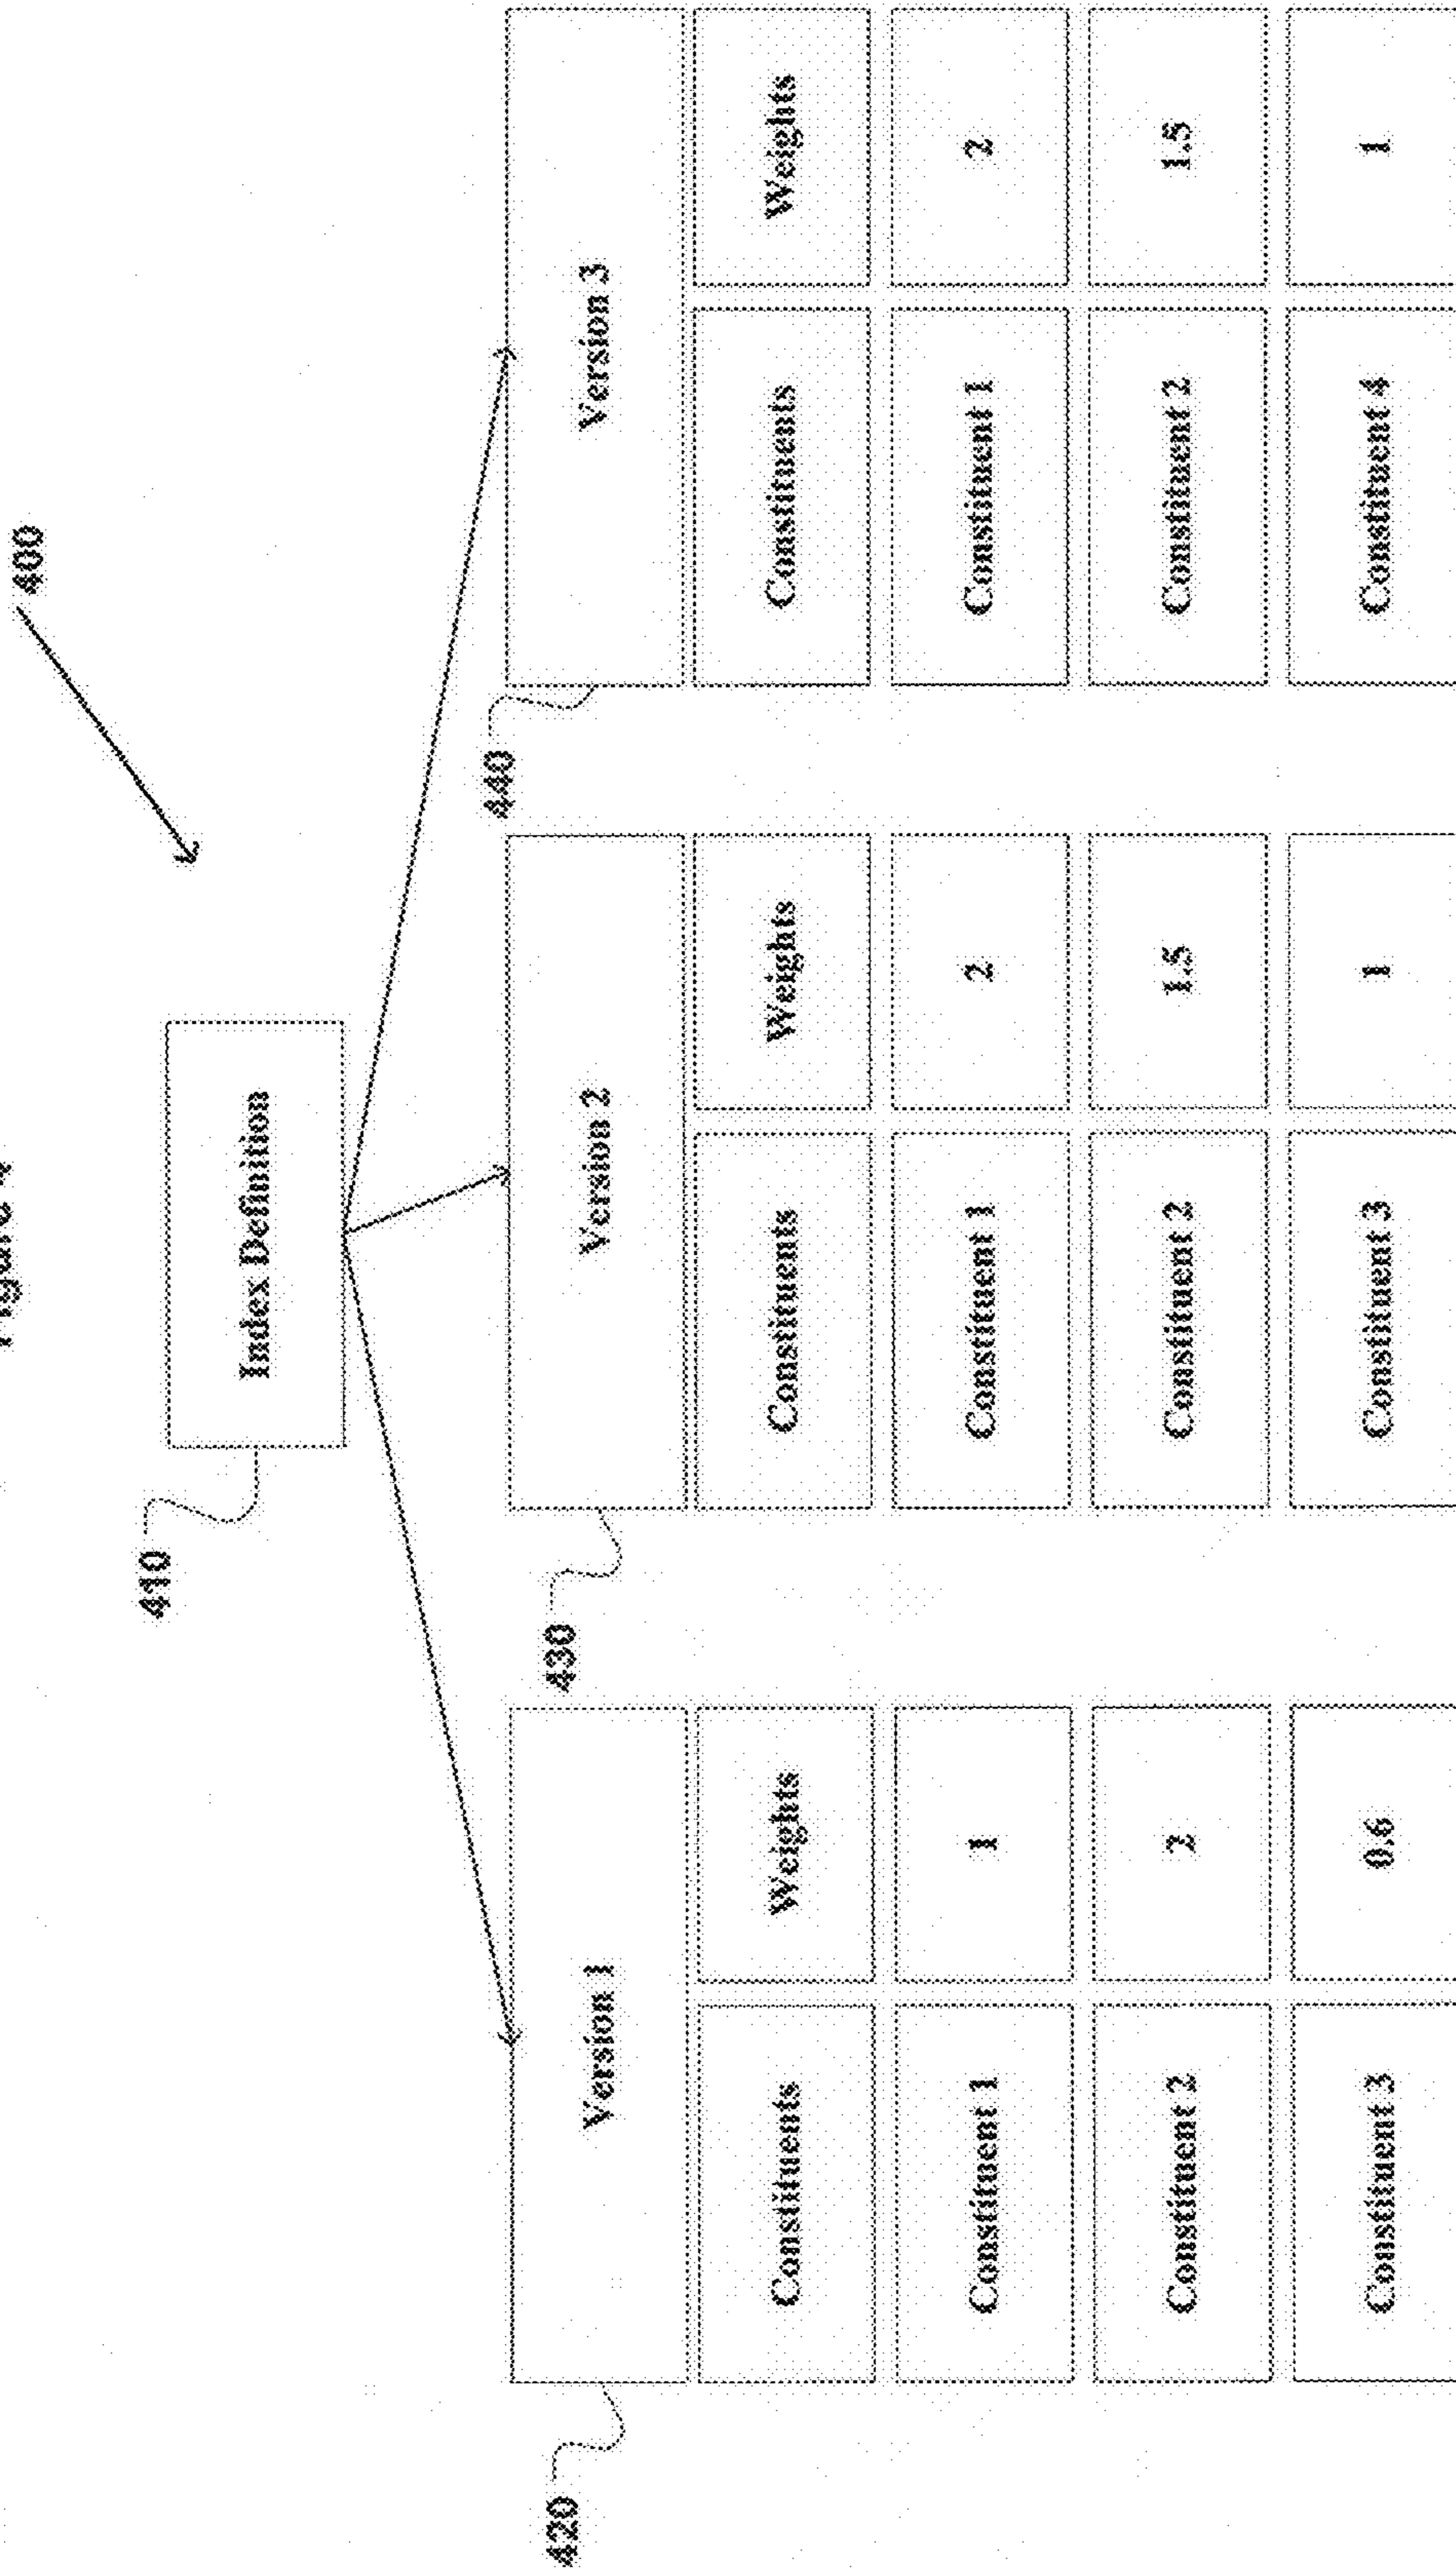 Figure 4
400
410
Index Definition
420
Version 1
430
Version 2
440
Version 3
Constituents Weights
Constituents Weights
Constituents Weights
Constituent 1 1
Constituent 1 2
Constituent 1 2
Constituent 2 2
Constituent 2 1.5
Constituent 2 1.5
Constituent 3 0.6
Constituent 3 1
Constituent 4 1